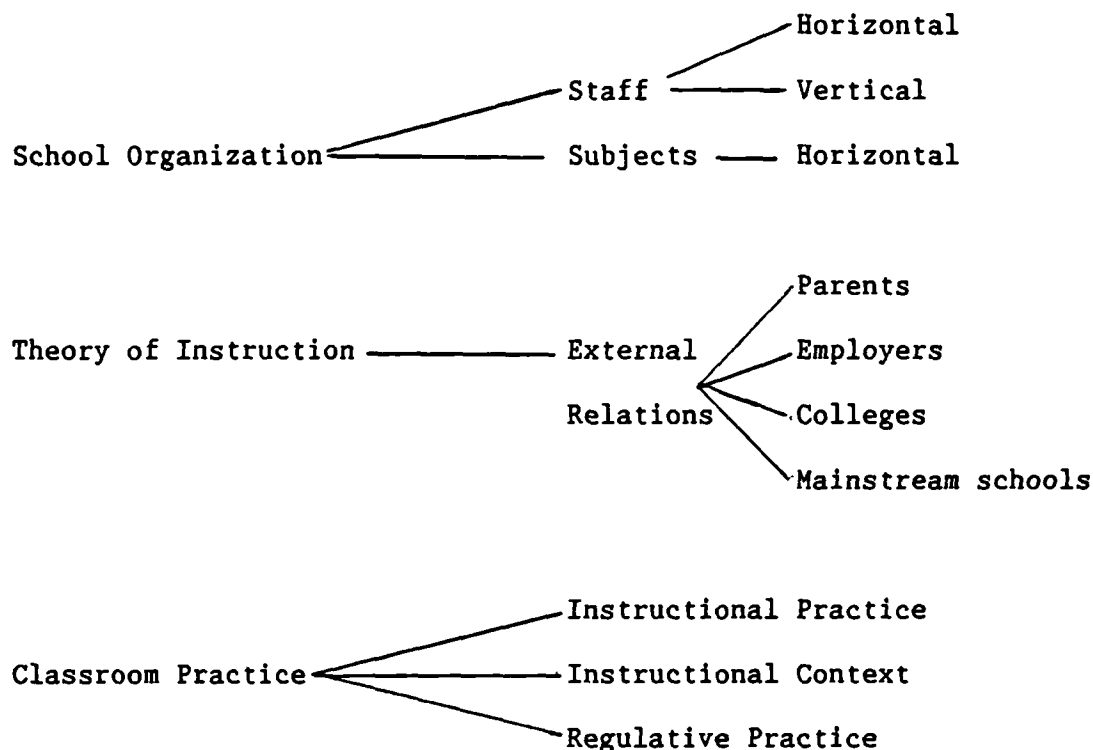 Horizontal
Staff Vertical
School Organization Subjects Horizontal
Parents
Theory of Instruction External Employers
Relations Colleges
Mainstream schools
Instructional Practice
Classroom Practice Instructional Context
Regulative Practice